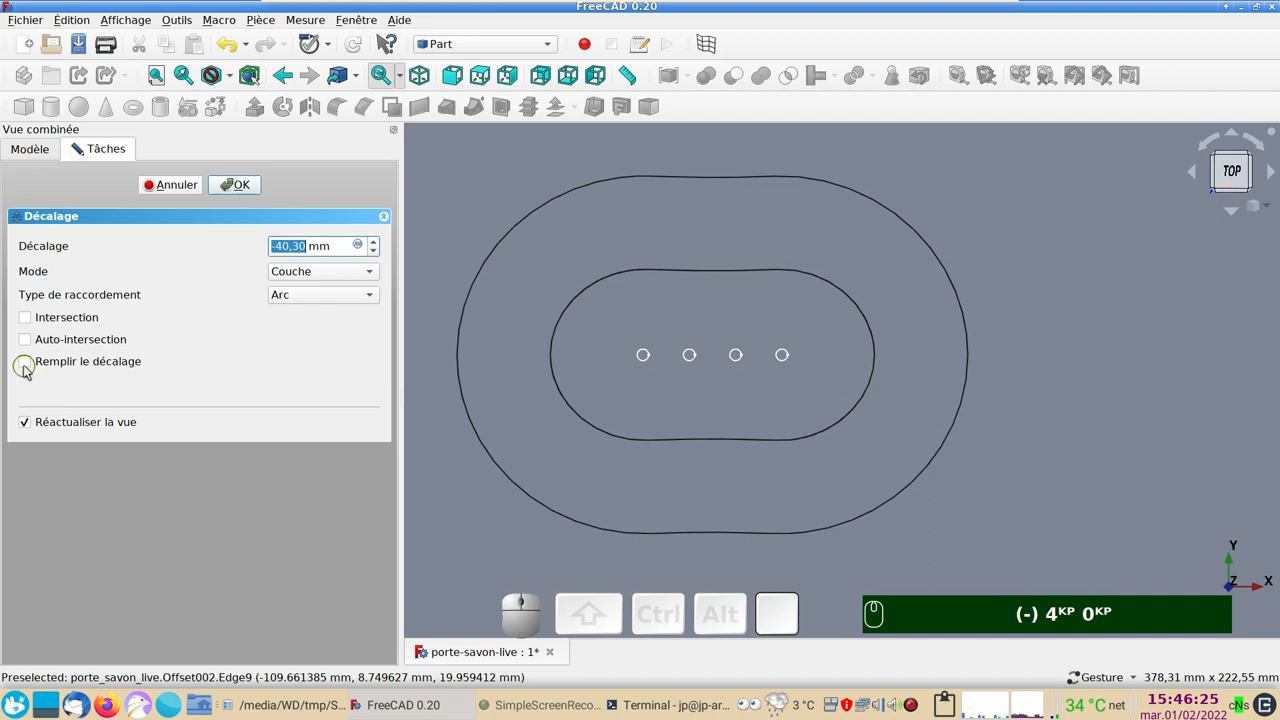 FreeCAD 0.20
Fichier Édition Affichage Outils Macro Pièce Mesure Fenêtre Aide
Part
Vue combinée
Modèle Tâches
Annuler OK
Décalage
Décalage -40,30 mm
Mode Couche
Type de raccordement Arc
Intersection
Auto-intersection
Remplir le décalage
Réactualiser la vue
TOP
Y
Z X
Ctrl Alt
(-) 4KP 0KP
porte-savon-live : 1*
Preselected: porte_savon_live.Offset002.Edge9 (-109.661385 mm, 8.749627 mm, 19.959412 mm) Gesture 378,31 mm x 222,55 mm
/media/WD/tmp/S... FreeCAD 0.20 SimpleScreenReco... Terminal - jp@jp-ar... 3 °C 34 °C net 15:46:25 cNs
mar.01/02/2022